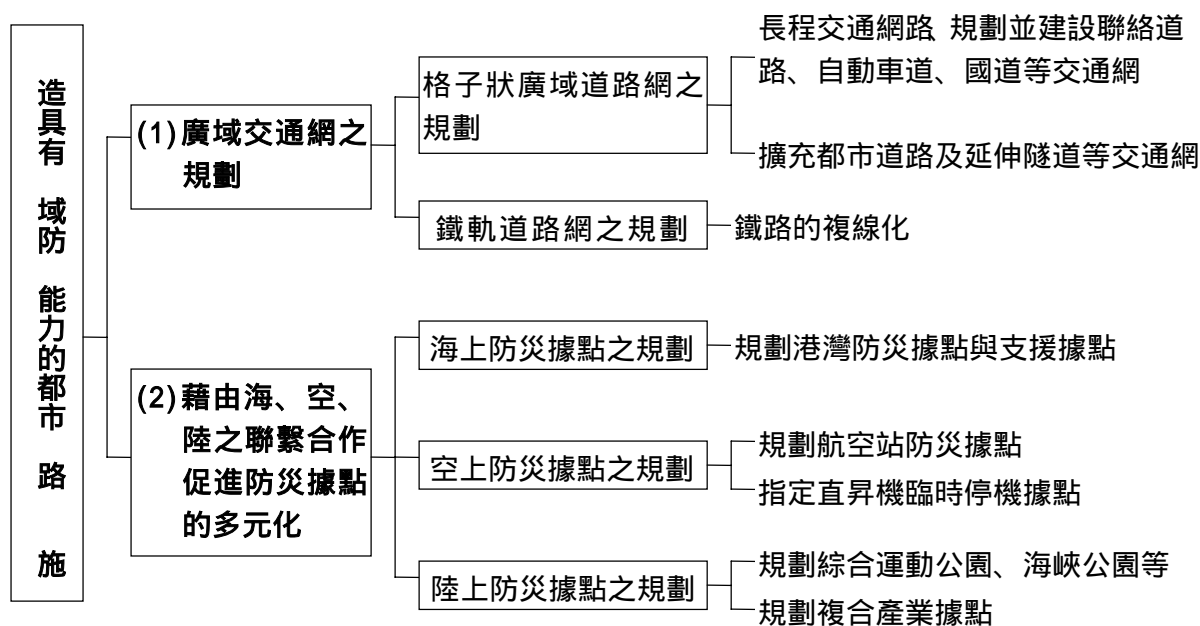 造具有 域防 能力的都市 路 施
(1)廣域交通網之
規劃
格子狀廣域道路網之
規劃
長程交通網路 規劃並建設聯絡道
路、自動車道、國道等交通網
擴充都市道路及延伸隧道等交通網
鐵軌道路網之規劃
鐵路的複線化
(2)藉由海、空、
陸之聯繫合作
促進防災據點
的多元化
海上防災據點之規劃
規劃港灣防災據點與支援據點
空上防災據點之規劃
規劃航空站防災據點
指定直昇機臨時停機據點
陸上防災據點之規劃
規劃綜合運動公園、海峽公園等
規劃複合產業據點